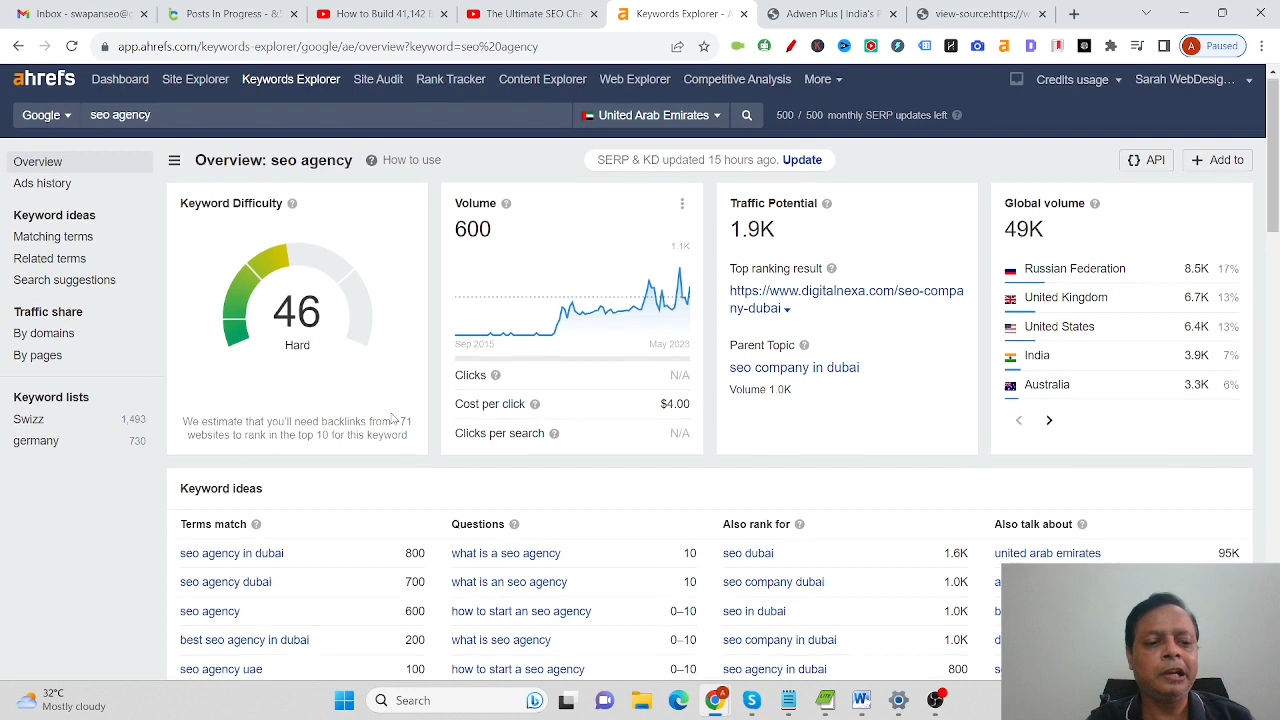 Inbox - swapanseo@g
Posts In Progress - &5
How to Build 41,142 B
The Ultimate SEO Che
Keywords Explorer - A
Adwen Plus | India's
view-source:https://w
app.ahrefs.com/keywords-explorer/google/ae/overview?keyword=seo%20agency
A Paused
ahrefs
Dashboard
Site Explorer
Keywords Explorer
Site Audit
Rank Tracker
Content Explorer
Web Explorer
Competitive Analysis
More
Credits usage
Sarah WebDesig...
Google
seo agency
United Arab Emirates
500 / 500 monthly SERP updates left
Overview
Ads history
Keyword ideas
Matching terms
Related terms
Search suggestions
Traffic share
By domains
By pages
Keyword lists
Swizz 1,493
germany 730
Overview: seo agency
How to use
SERP & KD updated 15 hours ago. Update
{} API
+ Add to
Keyword Difficulty
46
Hard
We estimate that you'll need backlinks from ~71
websites to rank in the top 10 for this keyword
Volume
600
1.1K
Sep 2015 May 2023
Clicks N/A
Cost per click $4.00
Clicks per search N/A
Traffic Potential
1.9K
Top ranking result
https://www.digitalnexa.com/seo-compa
ny-dubai
Parent Topic
seo company in dubai
Volume 1.0K
Global volume
49K
Russian Federation 8.5K 17%
United Kingdom 6.7K 13%
United States 6.4K 13%
India 3.9K 7%
Australia 3.3K 6%
Keyword ideas
Terms match
seo agency in dubai 800
seo agency dubai 700
seo agency 600
best seo agency in dubai 200
seo agency uae 100
Questions
what is a seo agency 10
what is an seo agency 10
how to start an seo agency 0–10
what is seo agency 0–10
how to start a seo agency 0–10
Also rank for
seo dubai 1.6K
seo company dubai 1.0K
seo in dubai 1.0K
seo company in dubai 1.0K
seo agency in dubai 800
Also talk about
united arab emirates 95K
32°C
Mostly cloudy
Search